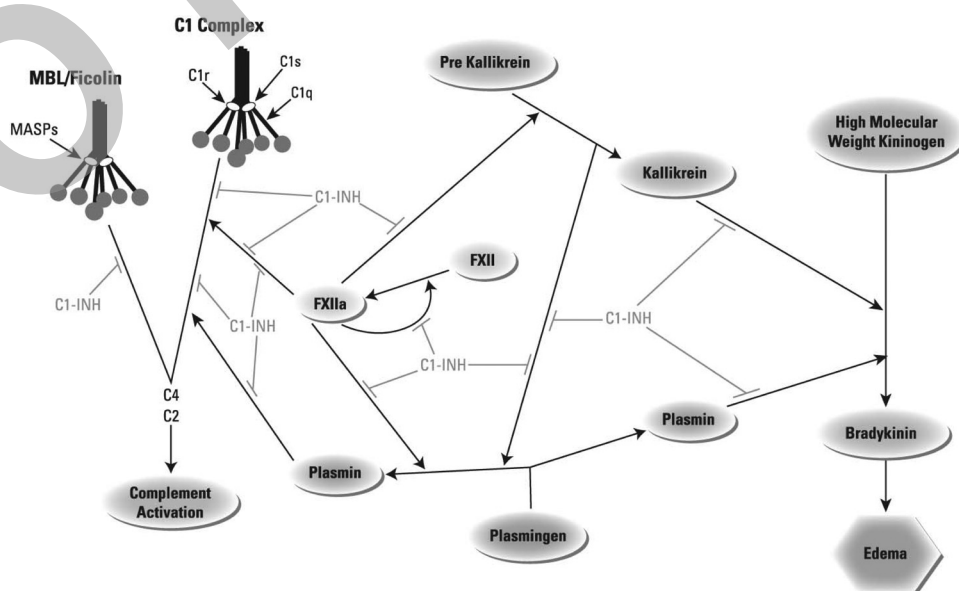 C1 Complex
C1r
C1s
C1q
MBL/Ficolin
MASPs
Pre Kallikrein
High Molecular
Weight Kininogen
Kallikrein
C1-INH
FXII
FXIIa
C1-INH
C1-INH
C1-INH
C1-INH
C4
C2
Plasmin
Plasmin
Bradykinin
Complement
Activation
Plasmingen
Edema